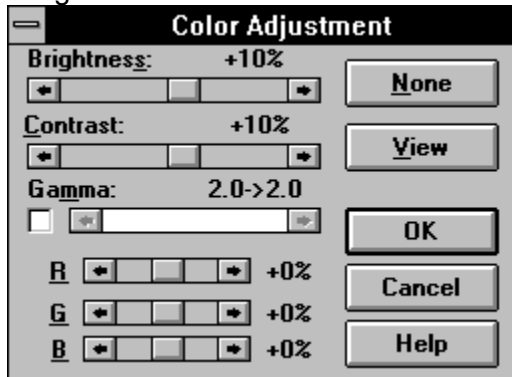 Color Adjustment
Brightness: +10%
None
Contrast: +10%
View
Gamma: 2.0->2.0
OK
R +0%
Cancel
G +0%
B +0%
Help